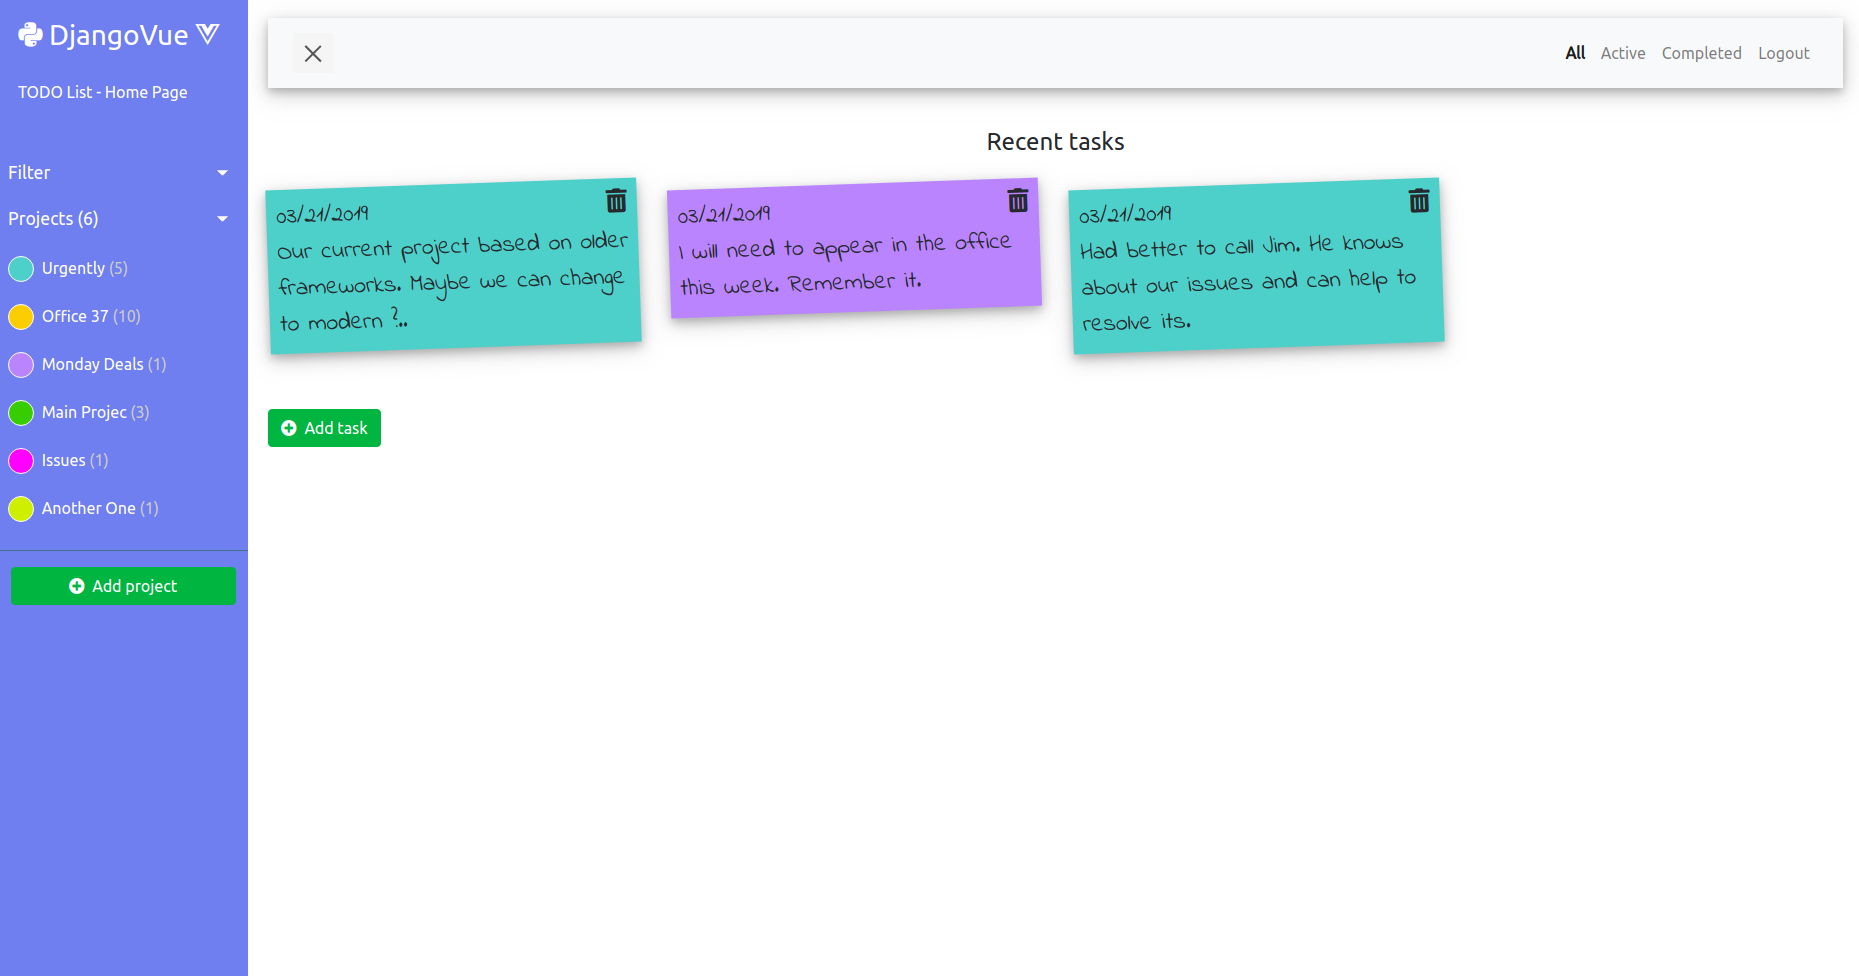 DjangoVue
TODO List - Home Page
Filter
Projects (6)
Urgently (5)
Office 37 (10)
Monday Deals (1)
Main Projec (3)
Issues (1)
Another One (1)
Add project
All Active Completed Logout
Recent tasks
03/21/2019
Our current project based on older
frameworks. Maybe we can change
to modern ?..
03/21/2019
I will need to appear in the office
this week. Remember it.
03/21/2019
Had better to call Jim. He knows
about our issues and can help to
resolve its.
Add task